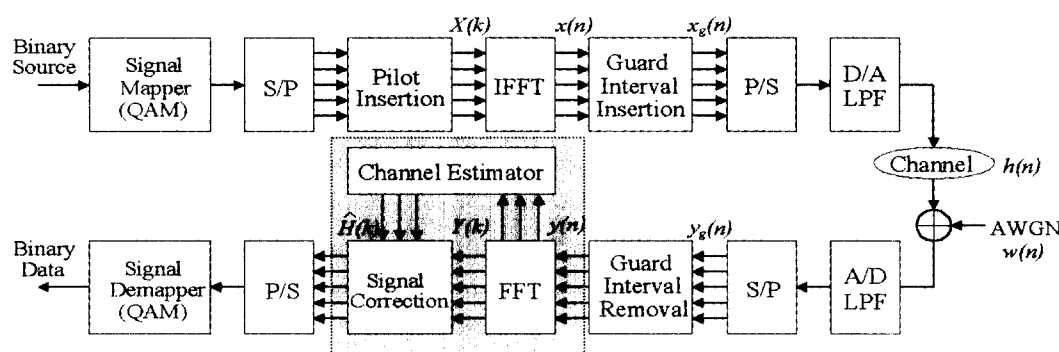 X(k)
x(n)
x_g(n)
Binary
Source
Signal
Mapper
(QAM)
S/P
Pilot
Insertion
IFFT
Guard
Interval
Insertion
P/S
D/A
LPF
Channel Estimator
Channel
h(n)
Ĥ(k)
Y(k)
y(n)
y_g(n)
AWGN
w(n)
Binary
Data
Signal
Demapper
(QAM)
P/S
Signal
Correction
FFT
Guard
Interval
Removal
S/P
A/D
LPF